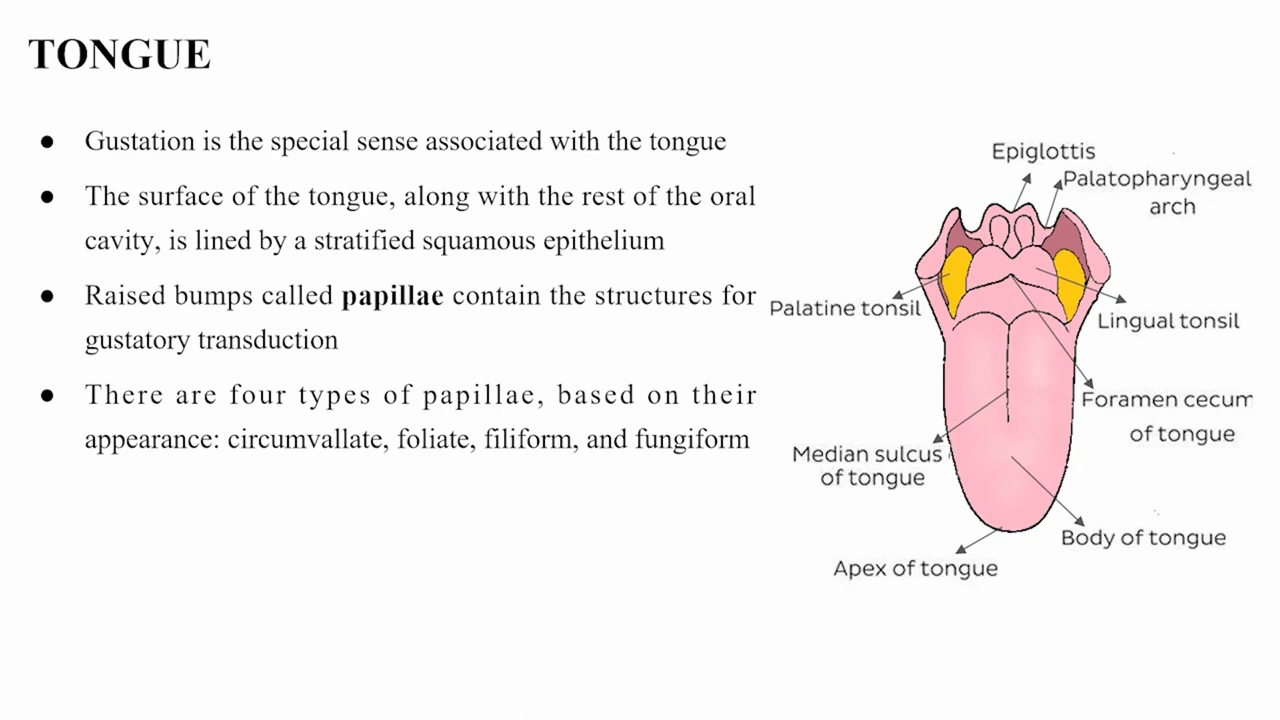 TONGUE
● Gustation is the special sense associated with the tongue
● The surface of the tongue, along with the rest of the oral
cavity, is lined by a stratified squamous epithelium
● Raised bumps called papillae contain the structures for
gustatory transduction
● There are four types of papillae, based on their
appearance: circumvallate, foliate, filiform, and fungiform
Epiglottis
Palatopharyngeal
arch
Palatine tonsil
Lingual tonsil
Foramen cecum
of tongue
Median sulcus
of tongue
Body of tongue
Apex of tongue